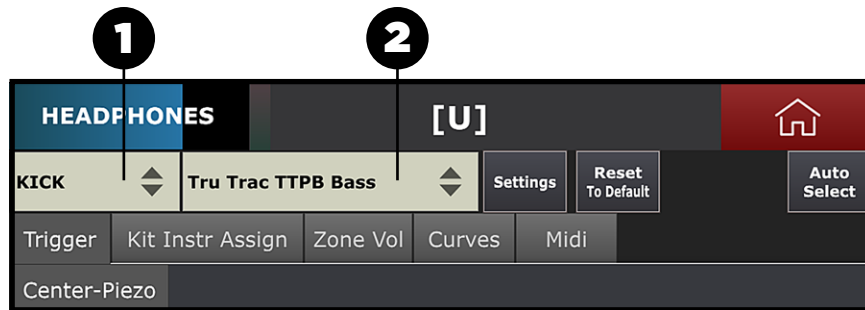 1 2
HEADPHONES [U]
KICK Tru Trac TTPB Bass Settings Reset To Default Auto Select
Trigger Kit Instr Assign Zone Vol Curves Midi
Center-Piezo